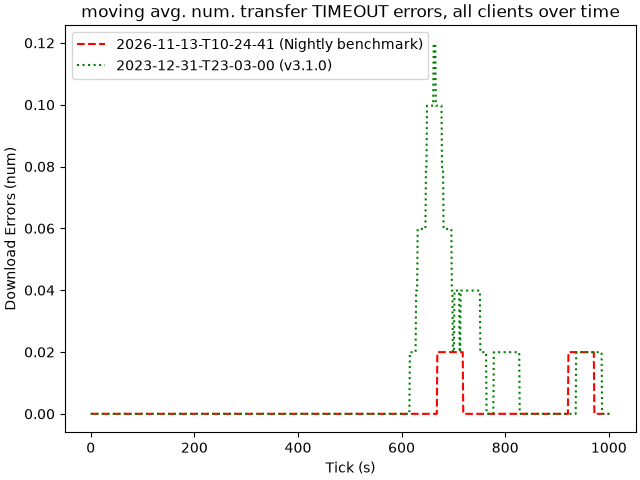 moving avg. num. transfer TIMEOUT errors, all clients over time
2026-11-13-T10-24-41 (Nightly benchmark)
2023-12-31-T23-03-00 (v3.1.0)
Download Errors (num)
0.12
0.10
0.08
0.06
0.04
0.02
0.00
0 200 400 600 800 1000
Tick (s)